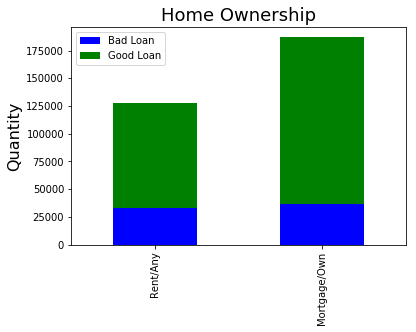 Home Ownership
Bad Loan
Good Loan
Quantity
175000
150000
125000
100000
75000
50000
25000
0
Rent/Any
Mortgage/Own